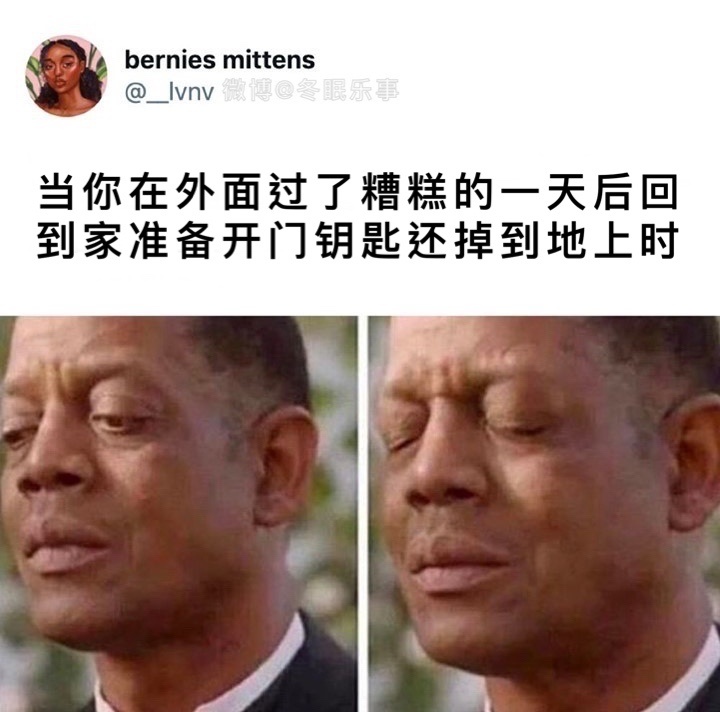 bernies mittens
@__lvnv 微博@冬眠乐事
当你在外面过了糟糕的一天后回
到家准备开门钥匙还掉到地上时